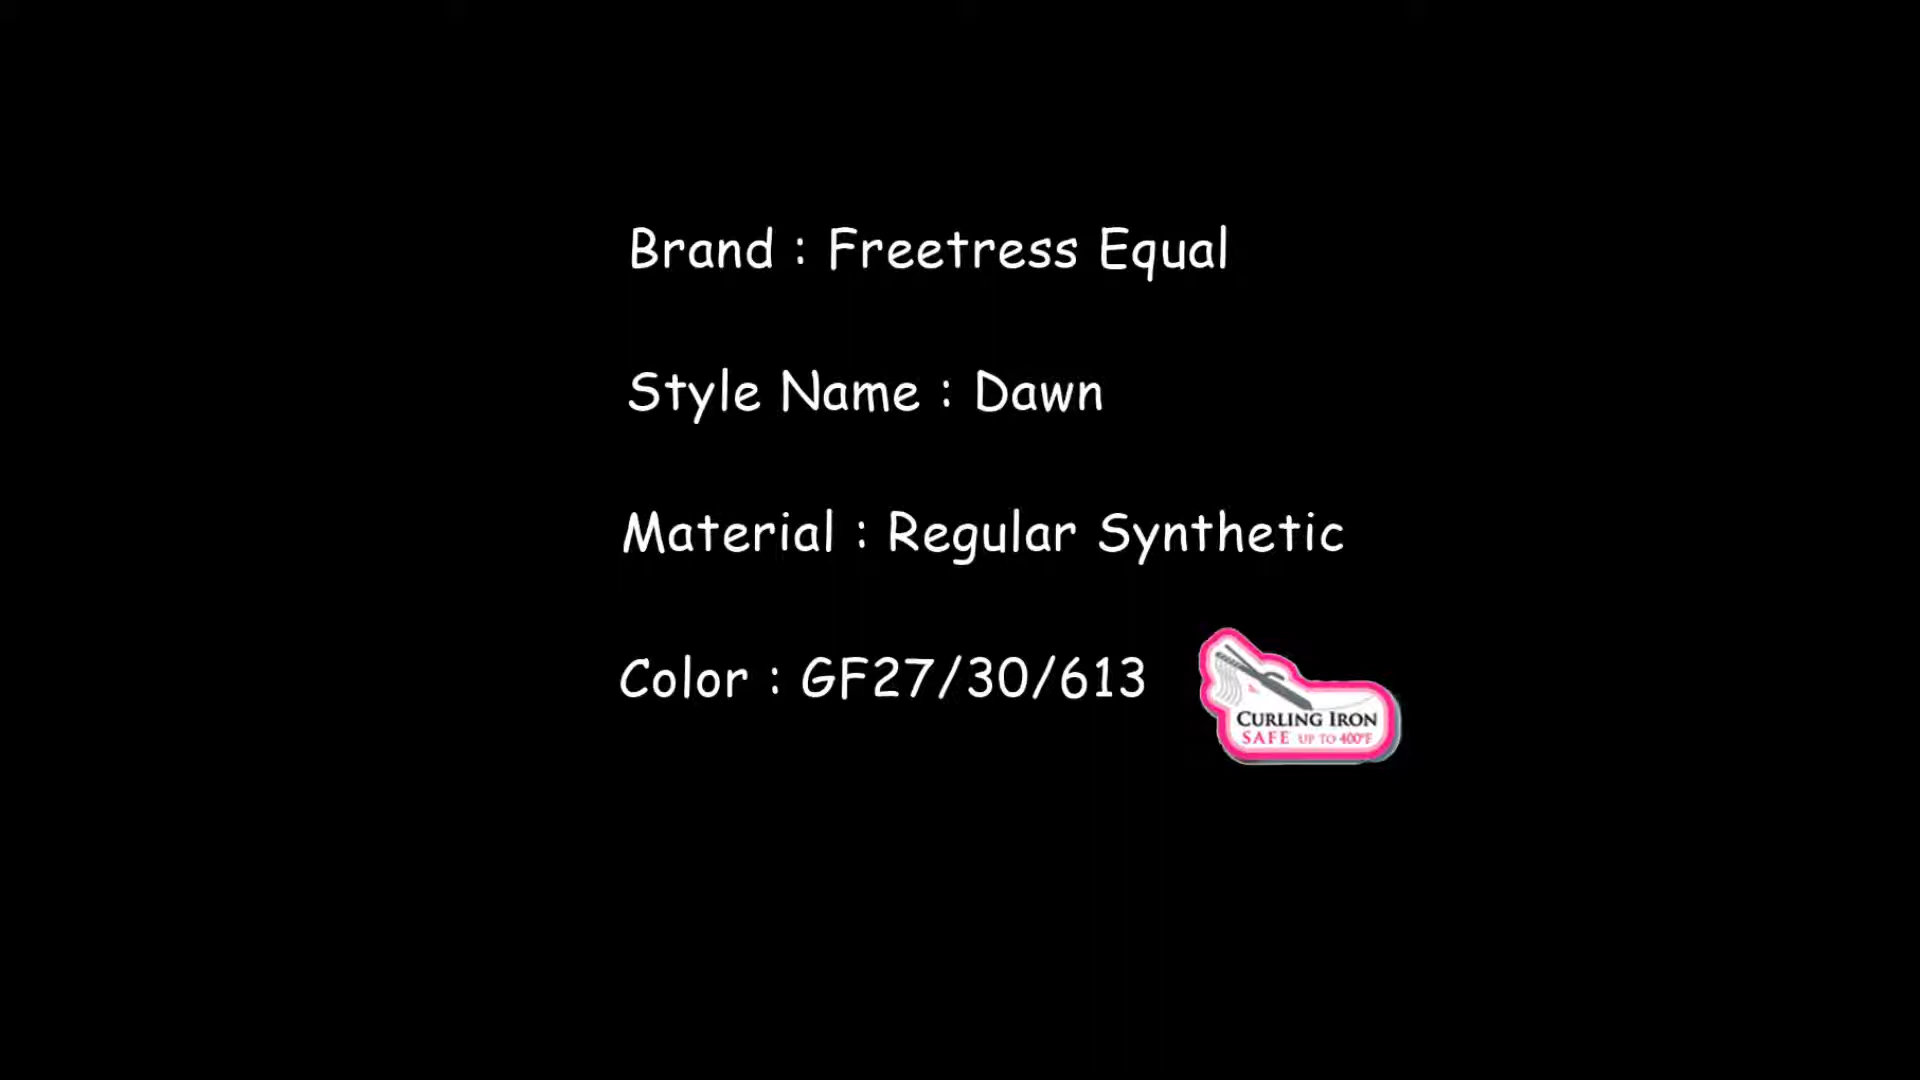 Brand : Freetress Equal
Style Name : Dawn
Material : Regular Synthetic
Color : GF27/30/613
CURLING IRON
SAFE UP TO 400°F